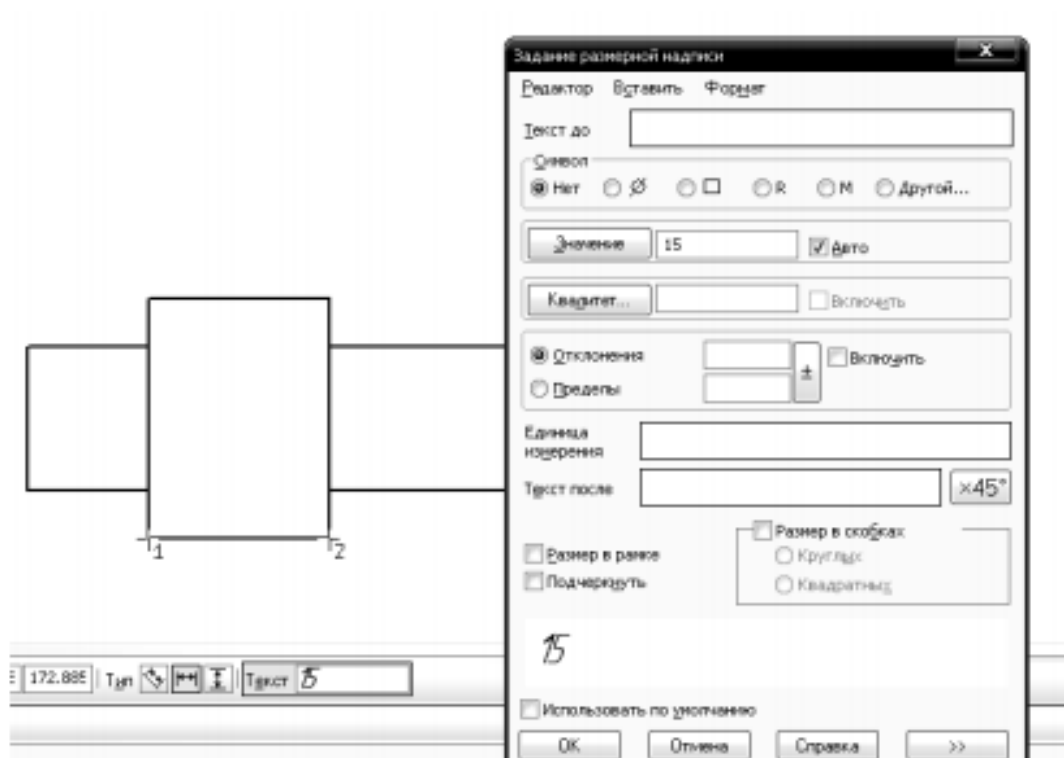 Задание размерной надписи
Редактор Вставить Формат
Текст до
Символ
Нет Ø □ R M Другой...
Значение 15 Авто
Квалитет... Включить
Отклонения ± Включить
Пределы
Единица
измерения
Текст после ×45°
Размер в скобках
Размер в рамке Круглых
Подчеркнуть Квадратных
1 2
15
172.885 Тип Текст 15
Использовать по умолчанию
OK Отмена Справка >>